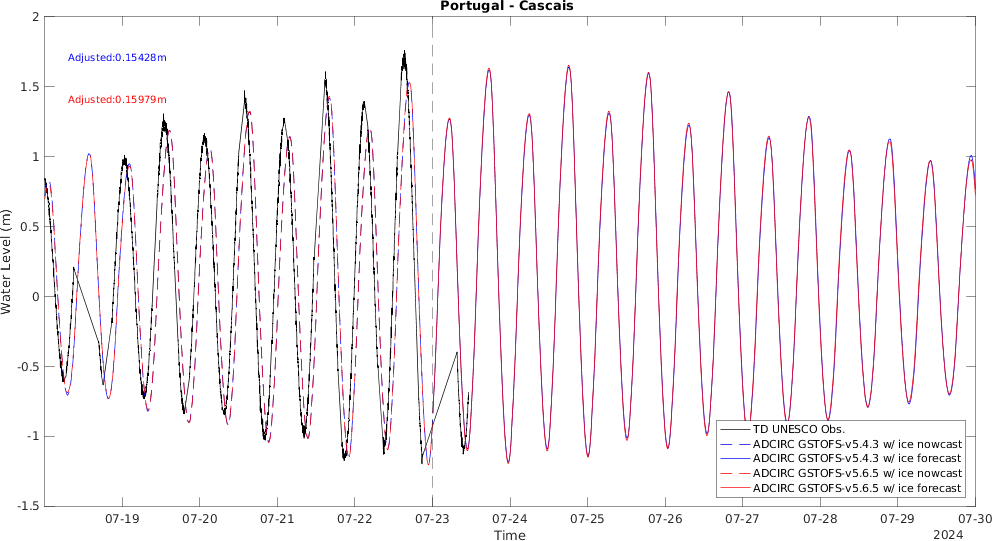 Portugal - Cascais
Adjusted:0.15428m
Adjusted:0.15979m
Water Level (m)
2
1.5
1
0.5
0
-0.5
-1
-1.5
TD UNESCO Obs.
ADCIRC GSTOFS-v5.4.3 w/ ice nowcast
ADCIRC GSTOFS-v5.4.3 w/ ice forecast
ADCIRC GSTOFS-v5.6.5 w/ ice nowcast
ADCIRC GSTOFS-v5.6.5 w/ ice forecast
07-19 07-20 07-21 07-22 07-23 07-24 07-25 07-26 07-27 07-28 07-29 07-30
Time
2024